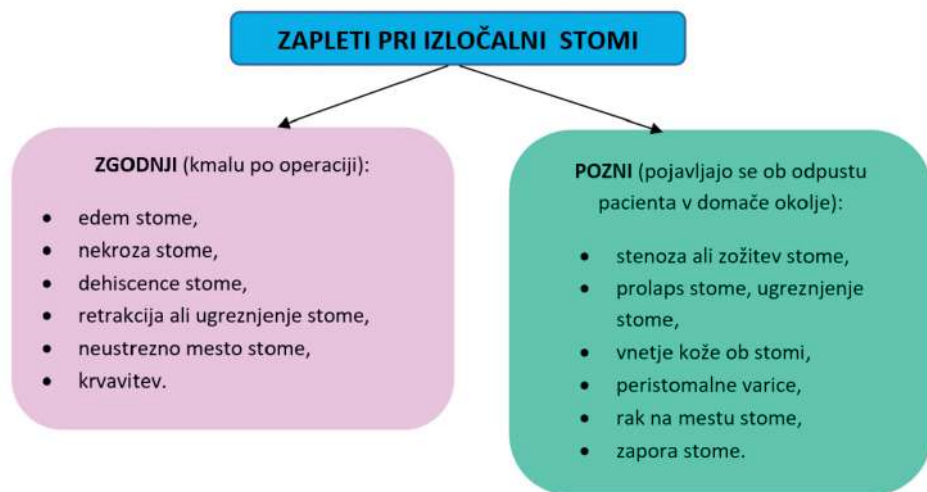 ZAPLETI PRI IZLOČALNI STOMI
ZGODNJI (kmalu po operaciji):
• edem stome,
• nekroza stome,
• dehiscence stome,
• retrakcija ali ugreznjenje stome,
• neustrezno mesto stome,
• krvavitev.
POZNI (pojavljajo se ob odpustu
pacienta v domače okolje):
• stenoza ali zožitev stome,
• prolaps stome, ugreznjenje
stome,
• vnetje kože ob stomi,
• peristomalne varice,
• rak na mestu stome,
• zapora stome.